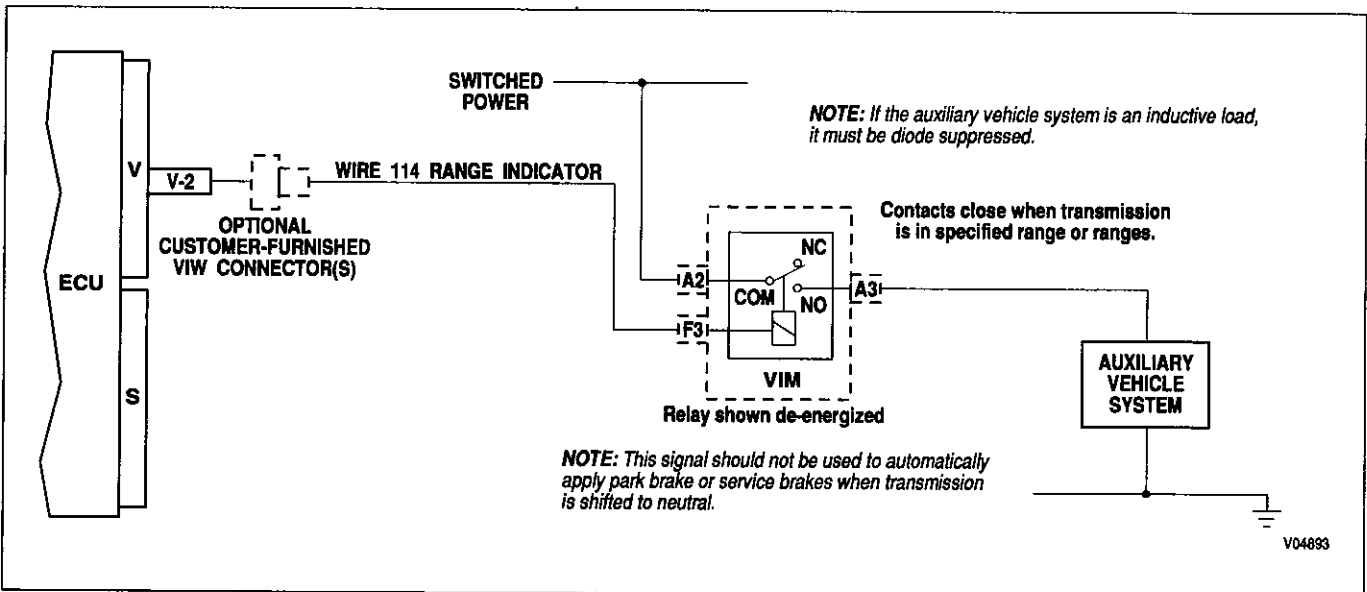 SWITCHED
POWER
NOTE: If the auxiliary vehicle system is an inductive load,
it must be diode suppressed.
V
V-2
WIRE 114 RANGE INDICATOR
OPTIONAL
CUSTOMER-FURNISHED
VIW CONNECTOR(S)
ECU
S
Contacts close when transmission
is in specified range or ranges.
NC
A2
COM
NO
A3
F3
VIM
Relay shown de-energized
AUXILIARY
VEHICLE
SYSTEM
NOTE: This signal should not be used to automatically
apply park brake or service brakes when transmission
is shifted to neutral.
V04893